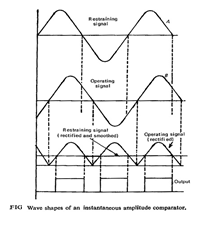 Restraining
signal
A
Operating
signal
B
Restraining signal
(rectified and smoothed)
Operating signal
(rectified)
Output
FIG Wave shapes of an instantaneous amplitude comparator.